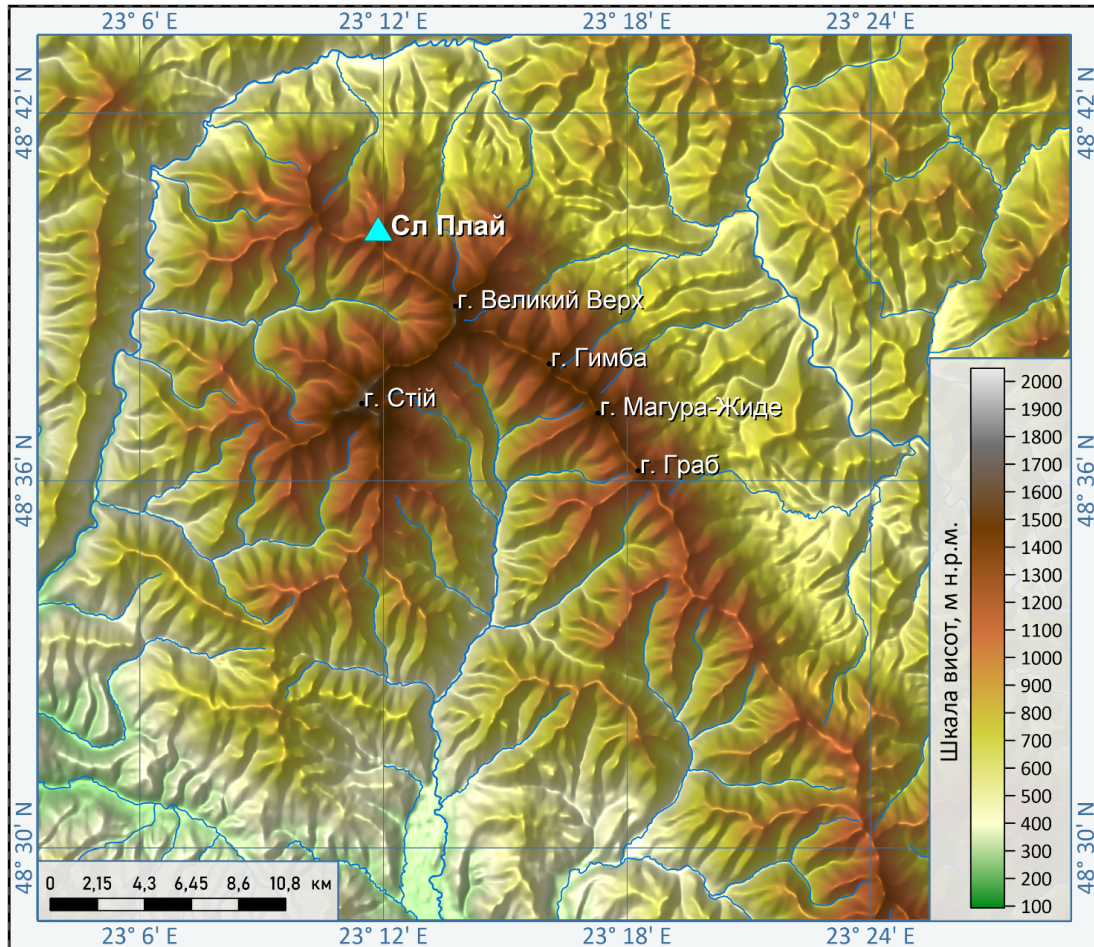 23° 6' E 23° 12' E 23° 18' E 23° 24' E
48° 42' N 48° 42' N
Сл Плай
г. Великий Верх
г. Гимба
г. Стій
г. Магура-Жиде
г. Граб
48° 36' N 48° 36' N
Шкала висот, м н.р.м.
2000
1900
1800
1700
1600
1500
1400
1300
1200
1100
1000
900
800
700
600
500
400
300
200
100
48° 30' N 48° 30' N
0 2,15 4,3 6,45 8,6 10,8 км
23° 6' E 23° 12' E 23° 18' E 23° 24' E